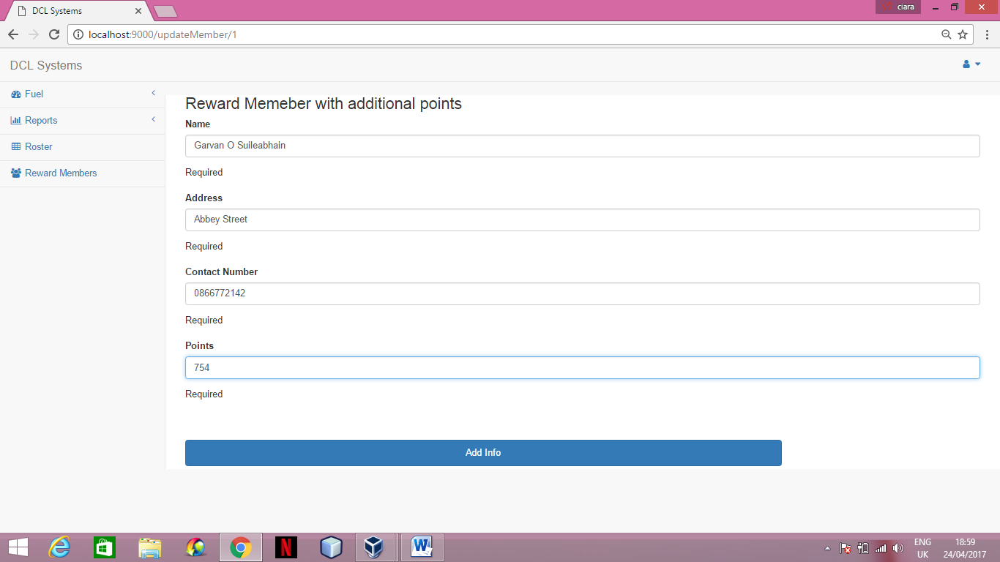 DCL Systems
ciara
localhost:9000/updateMember/1
DCL Systems
Fuel
Reports
Roster
Reward Members
Reward Memeber with additional points
Name
Garvan O Suileabhain
Required
Address
Abbey Street
Required
Contact Number
0866772142
Required
Points
754
Required
Add Info
N
W
ENG
UK
18:59
24/04/2017